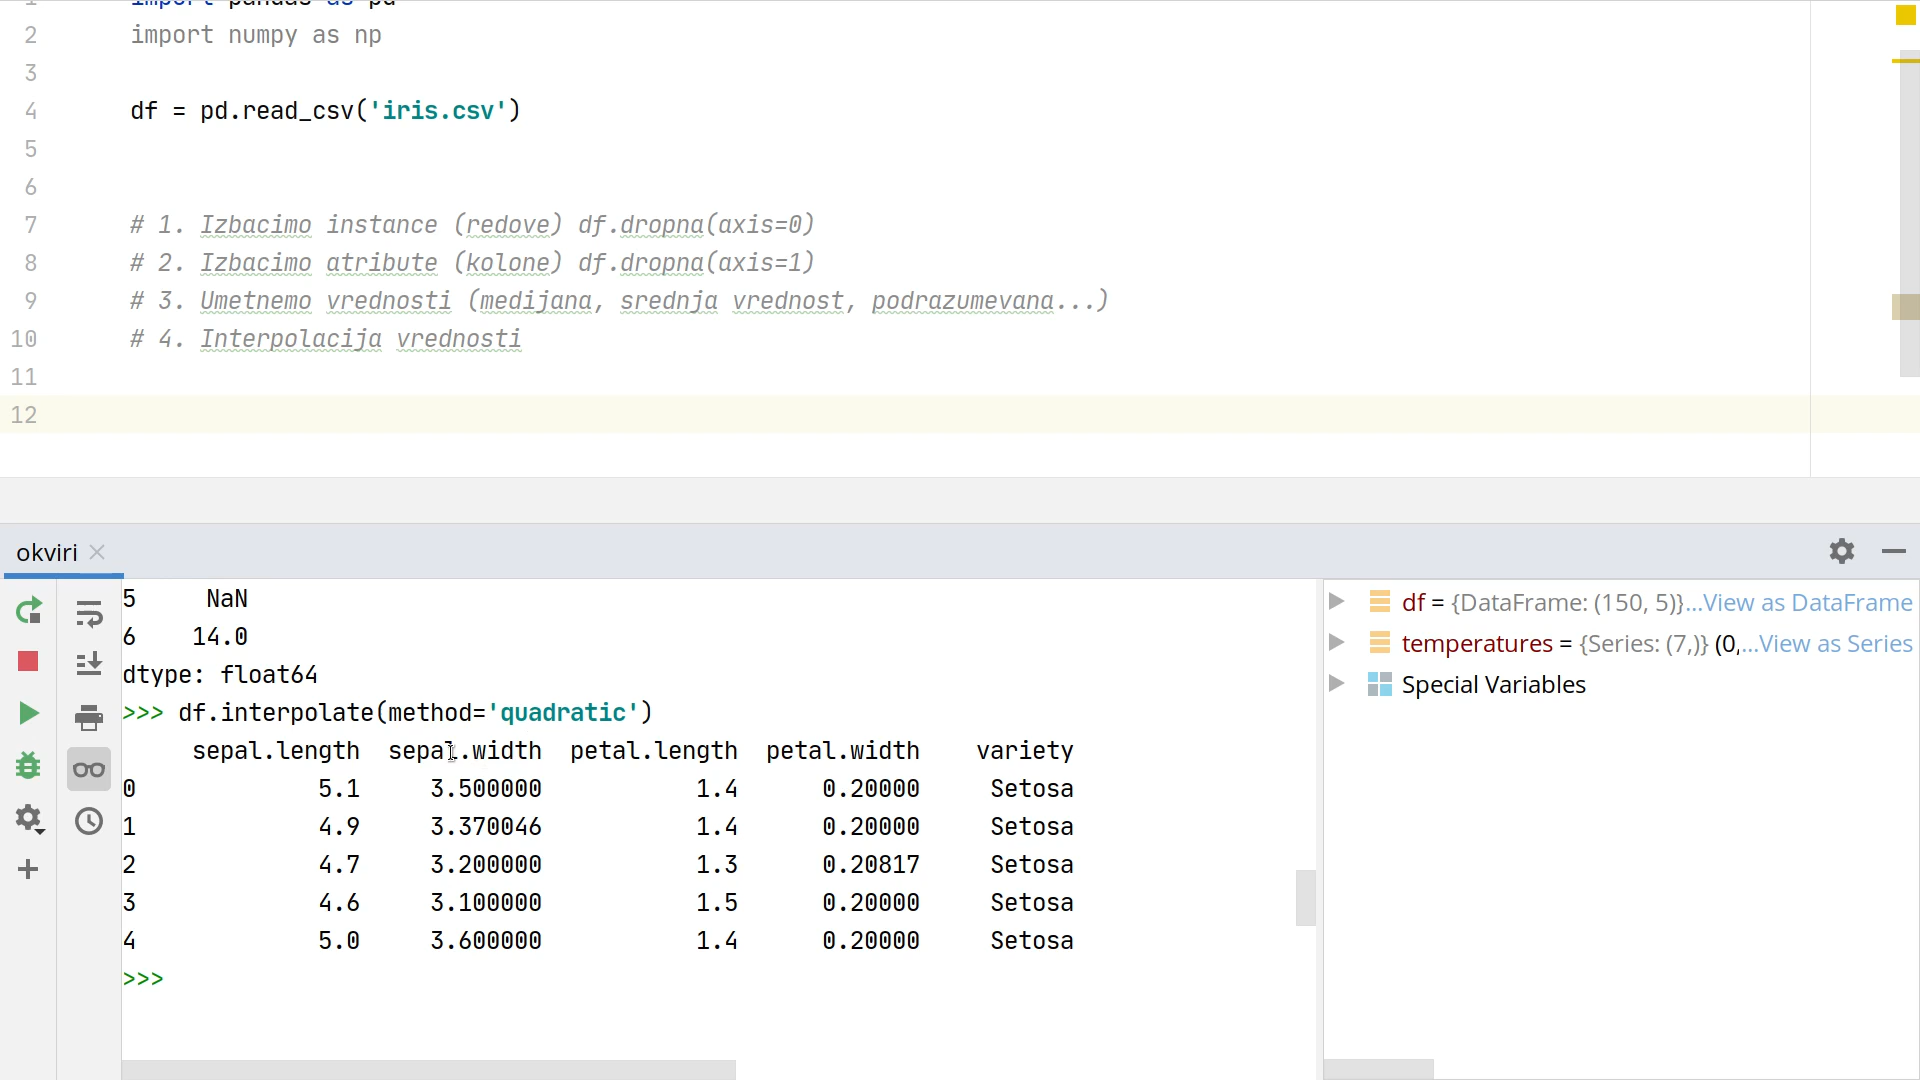 1 import pandas as pd
2 import numpy as np
3
4 df = pd.read_csv('iris.csv')
5
6
7 # 1. Izbacimo instance (redove) df.dropna(axis=0)
8 # 2. Izbacimo atribute (kolone) df.dropna(axis=1)
9 # 3. Umetnemo vrednosti (medijana, srednja vrednost, podrazumevana...)
10 # 4. Interpolacija vrednosti
11
12
okviri
5 NaN
6 14.0
dtype: float64
>>> df.interpolate(method='quadratic')
sepal.length sepal.width petal.length petal.width variety
0 5.1 3.500000 1.4 0.20000 Setosa
1 4.9 3.370046 1.4 0.20000 Setosa
2 4.7 3.200000 1.3 0.20817 Setosa
3 4.6 3.100000 1.5 0.20000 Setosa
4 5.0 3.600000 1.4 0.20000 Setosa
>>>
df = {DataFrame: (150, 5)}...View as DataFrame
temperatures = {Series: (7,)} (0,...View as Series
Special Variables